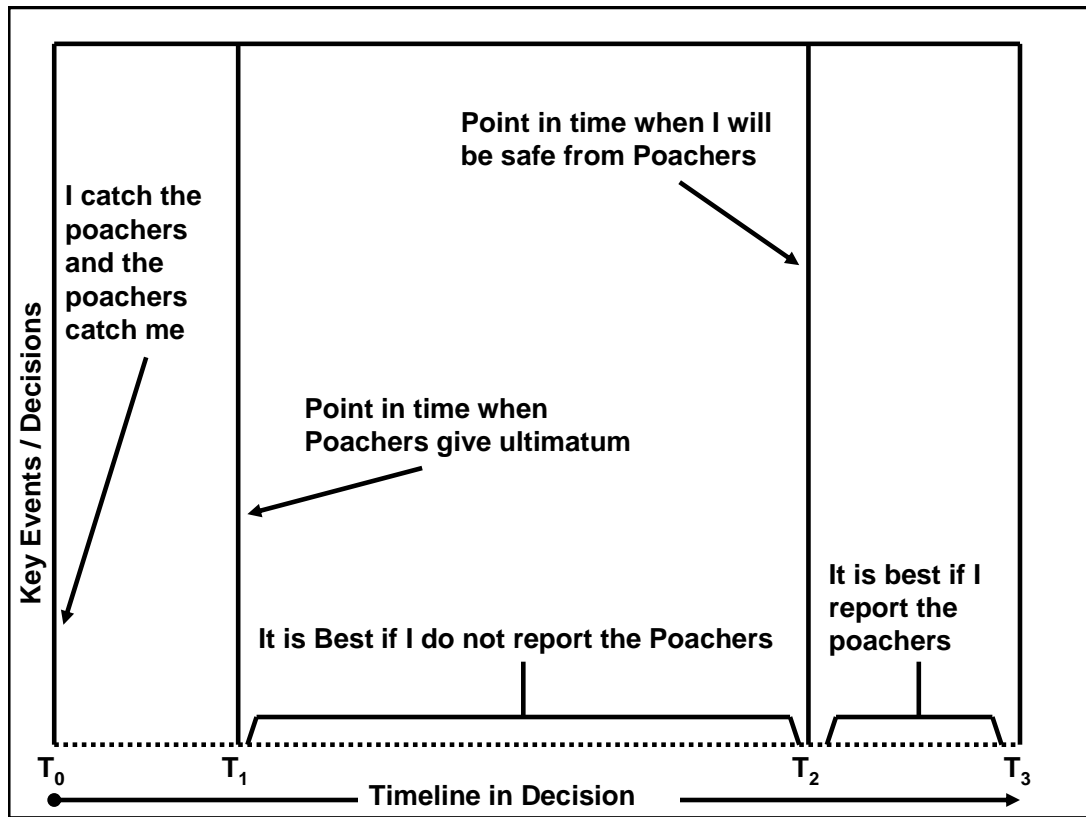 Point in time when I will
be safe from Poachers
I catch the
poachers
and the
poachers
catch me
Point in time when
Poachers give ultimatum
It is best if I
report the
poachers
It is Best if I do not report the Poachers
Key Events / Decisions
T0
T1
T2
T3
Timeline in Decision